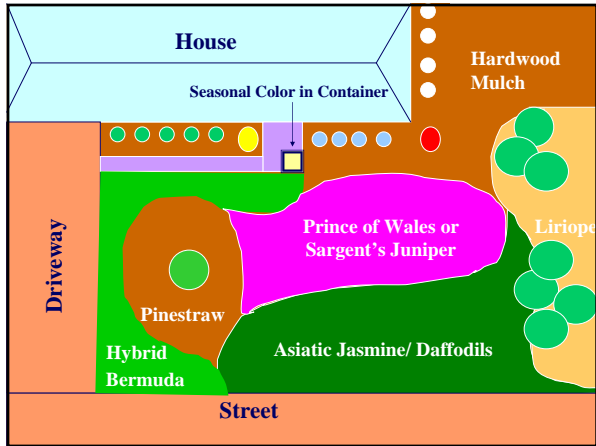 House
Hardwood
Mulch
Seasonal Color in Container
Prince of Wales or
Sargent's Juniper
Liriope
Driveway
Pinestraw
Hybrid
Bermuda
Asiatic Jasmine/ Daffodils
Street